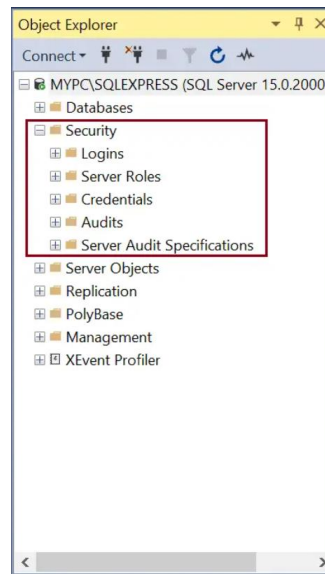 Object Explorer
Connect
MYPC\SQLEXPRESS (SQL Server 15.0.2000
Databases
Security
Logins
Server Roles
Credentials
Audits
Server Audit Specifications
Server Objects
Replication
PolyBase
Management
XEvent Profiler